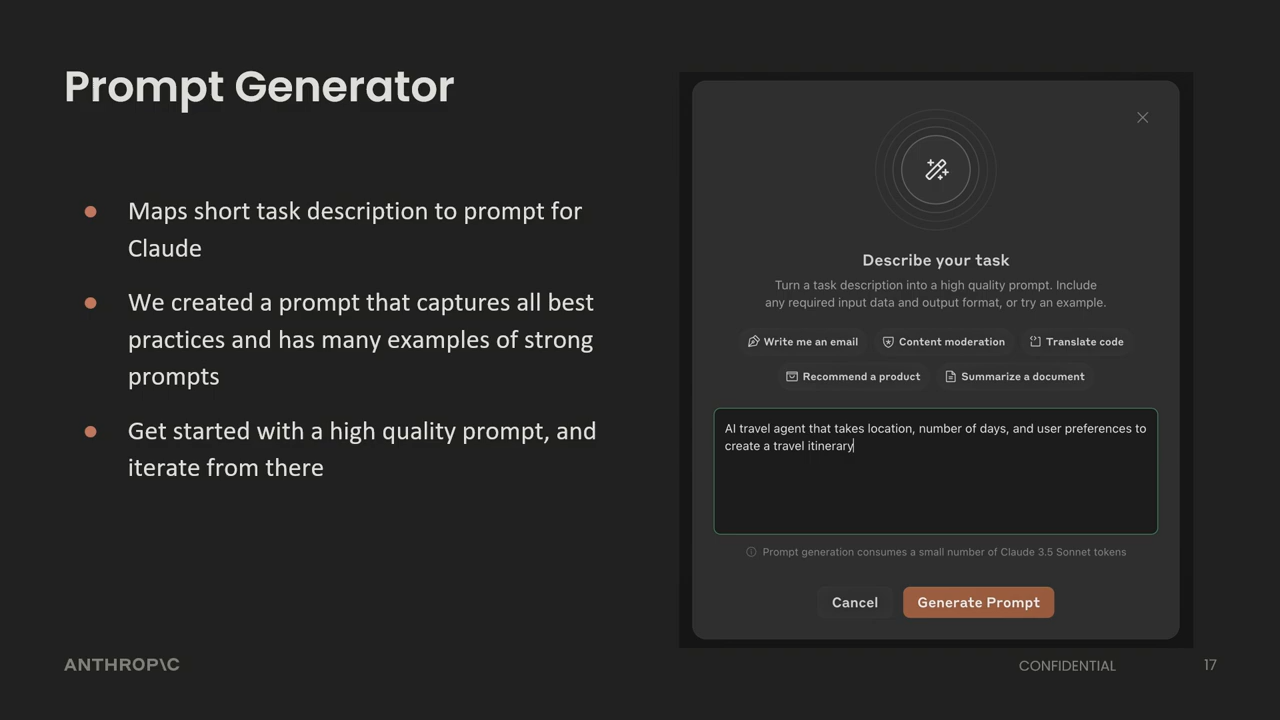 Prompt Generator
Maps short task description to prompt for
Claude
We created a prompt that captures all best
practices and has many examples of strong
prompts
Get started with a high quality prompt, and
iterate from there
Describe your task
Turn a task description into a high quality prompt. Include
any required input data and output format, or try an example.
Write me an email
Content moderation
Translate code
Recommend a product
Summarize a document
AI travel agent that takes location, number of days, and user preferences to
create a travel itinerary
Prompt generation consumes a small number of Claude 3.5 Sonnet tokens
Cancel
Generate Prompt
ANTHROP\C
CONFIDENTIAL
17